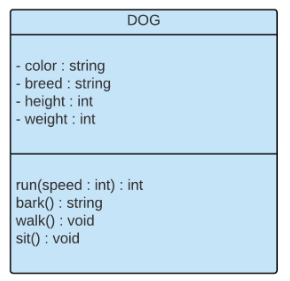 DOG
- color : string
- breed : string
- height : int
- weight : int
run(speed : int) : int
bark() : string
walk() : void
sit() : void